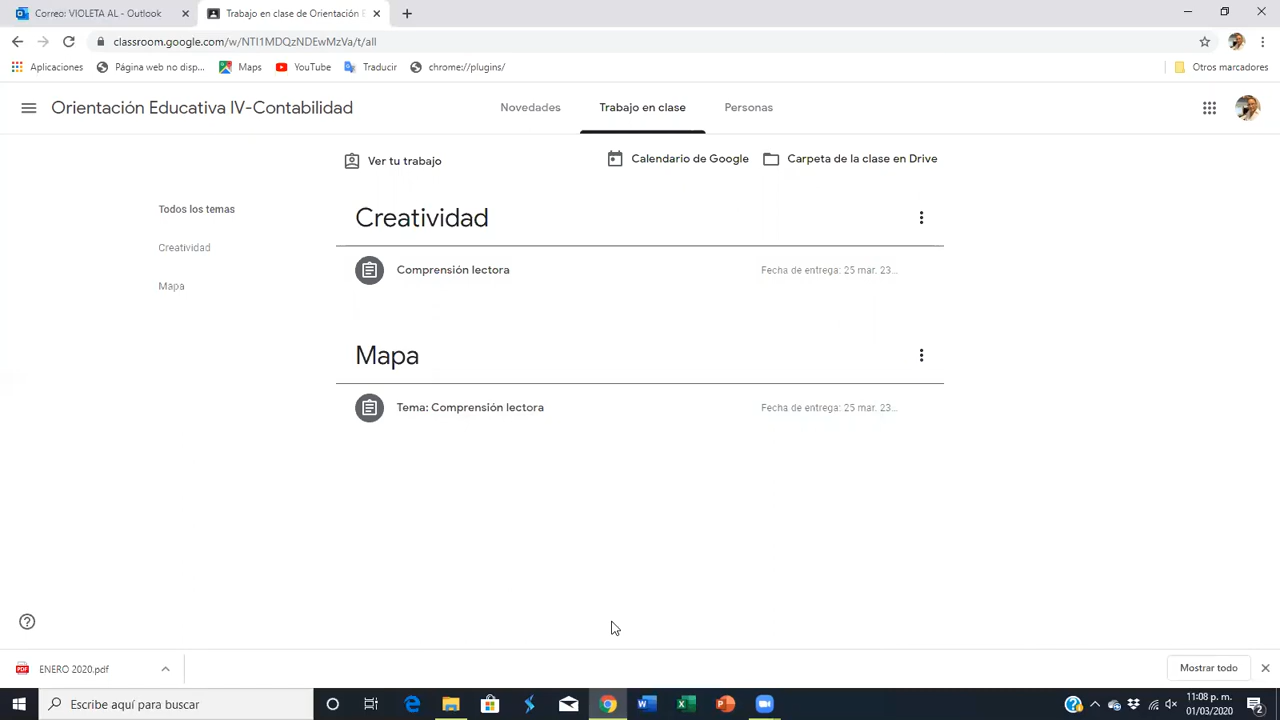 Correo: VIOLETA AL - Outlook
Trabajo en clase de Orientación E
classroom.google.com/w/NTI1MDQzNDEwMzVa/t/all
Aplicaciones
Página web no disp...
Maps
YouTube
Traducir
chrome://plugins/
Otros marcadores
Orientación Educativa IV-Contabilidad
Novedades
Trabajo en clase
Personas
Ver tu trabajo
Calendario de Google
Carpeta de la clase en Drive
Todos los temas
Creatividad
Mapa
Creatividad
Comprensión lectora
Fecha de entrega: 25 mar. 23...
Mapa
Tema: Comprensión lectora
Fecha de entrega: 25 mar. 23...
PDF
ENERO 2020.pdf
Mostrar todo
Escribe aquí para buscar
11:08 p. m.
01/03/2020
2